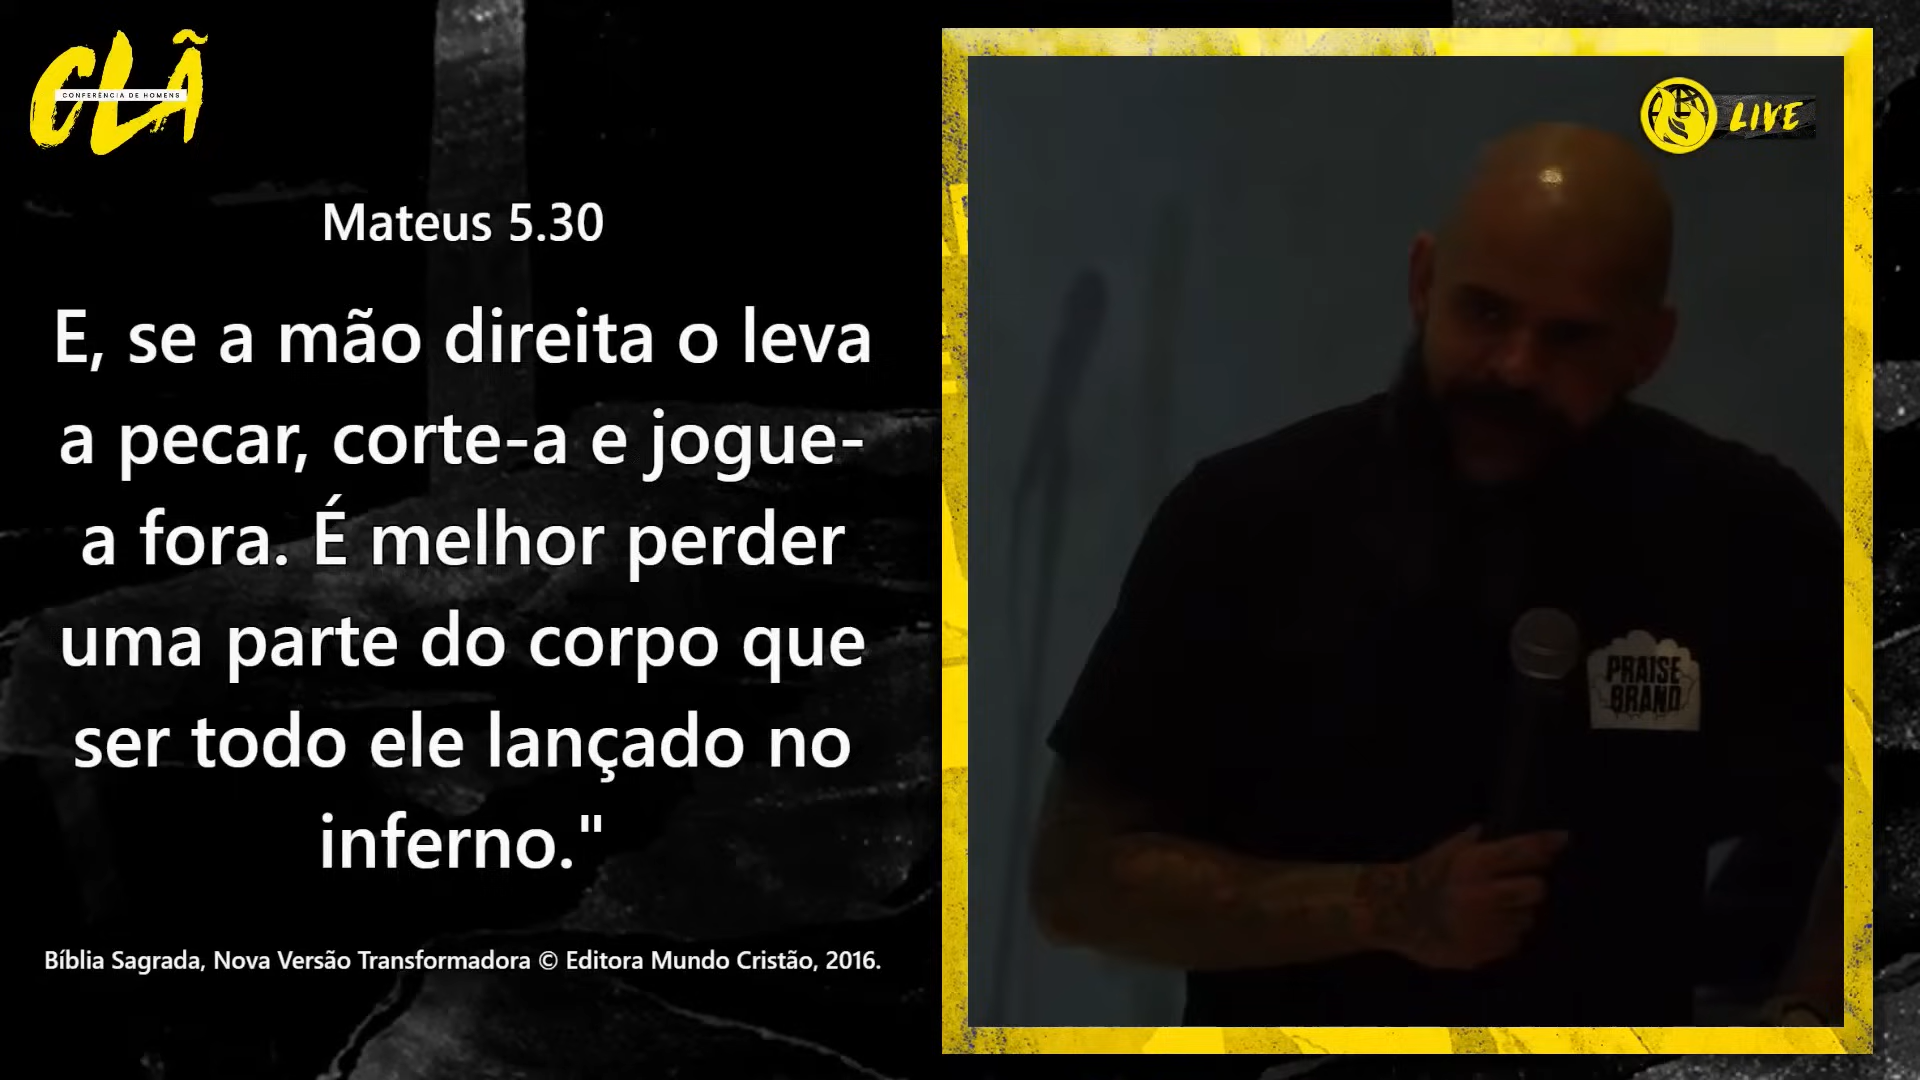 CLÃ
CONFERÊNCIA DE HOMENS
Mateus 5.30
E, se a mão direita o leva
a pecar, corte-a e jogue-
a fora. É melhor perder
uma parte do corpo que
ser todo ele lançado no
inferno."
Bíblia Sagrada, Nova Versão Transformadora © Editora Mundo Cristão, 2016.
LIVE
PRAISE
BRAND